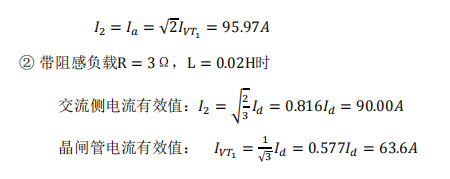 I₂ = Iₐ = √2I_{VT₁} = 95.97A
② 带阻感负载R = 3 Ω，L = 0.02H时
交流侧电流有效值：I₂ = √(2/3)I_d = 0.816I_d = 90.00A
晶闸管电流有效值： I_{VT₁} = 1/√3 I_d = 0.577I_d = 63.6A